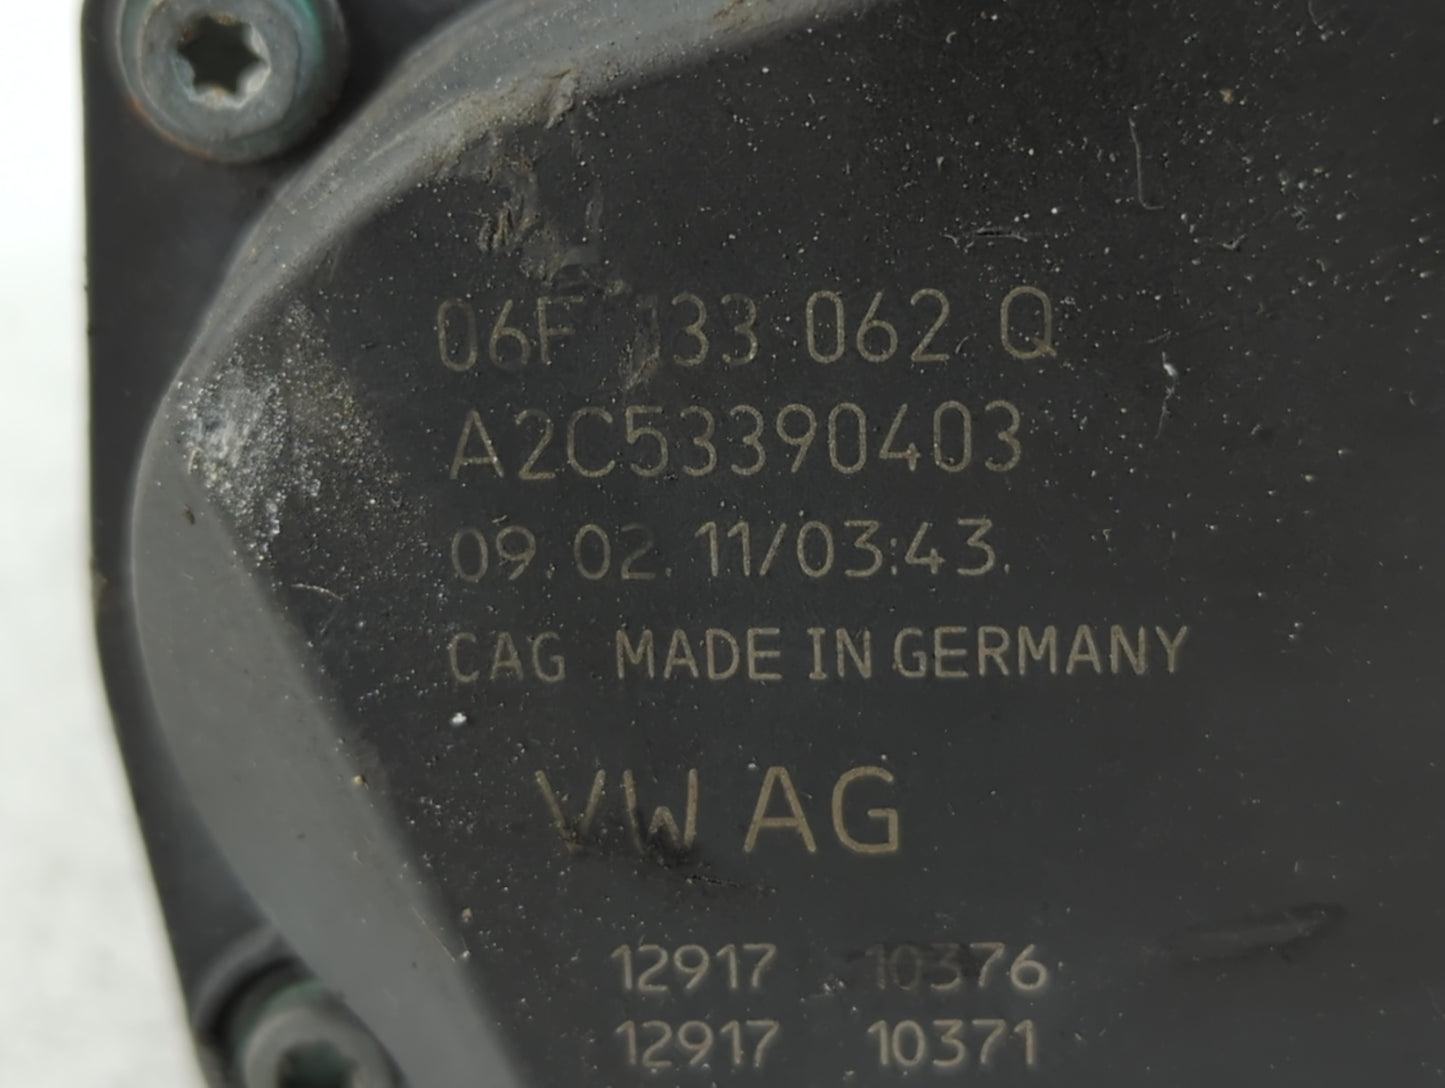 06F 133 062 Q
A2C53390403
09.02.11/03:43.
CAG MADE IN GERMANY
VW AG
12917 10376
12917 10371